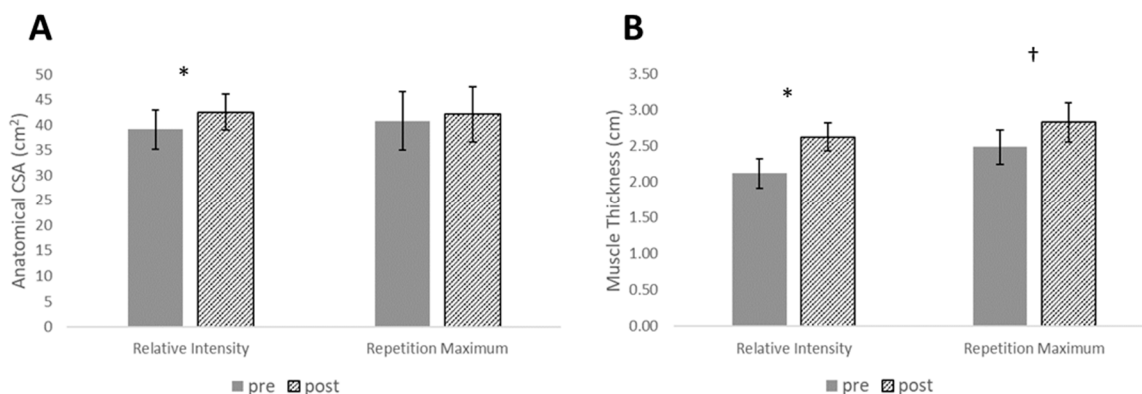 A
Anatomical CSA (cm²)
50
45
40
35
30
25
20
15
10
5
0
*
Relative Intensity
Repetition Maximum
pre
post
B
Muscle Thickness (cm)
3.50
3.00
2.50
2.00
1.50
1.00
0.50
0.00
*
†
Relative Intensity
Repetition Maximum
pre
post